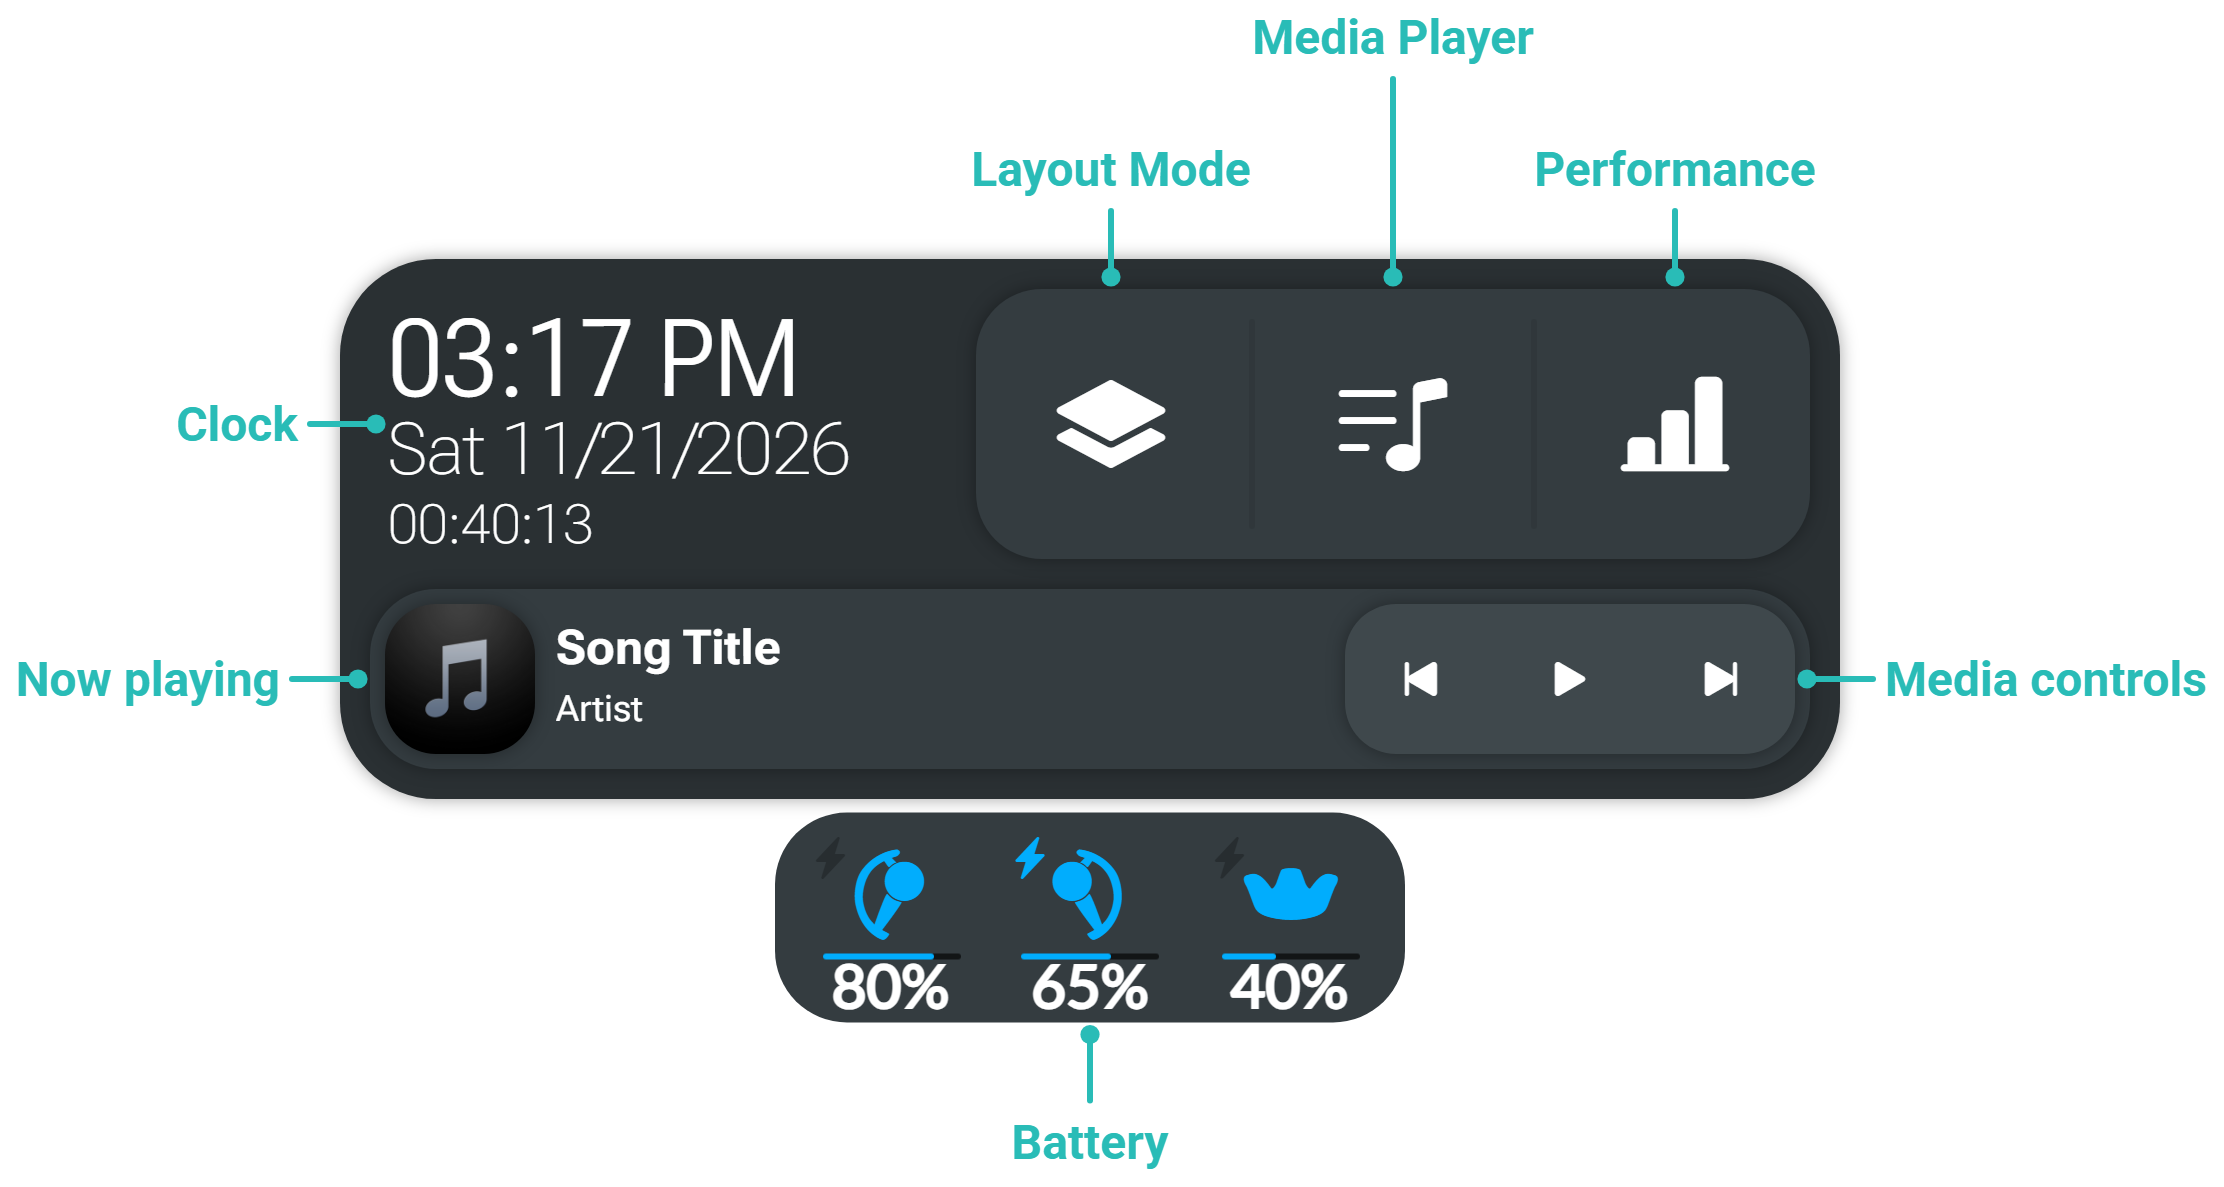 Media Player
Layout Mode
Performance
03:17 PM
Clock
Sat 11/21/2026
00:40:13
Now playing
Song Title
Artist
Media controls
80%
65%
40%
Battery